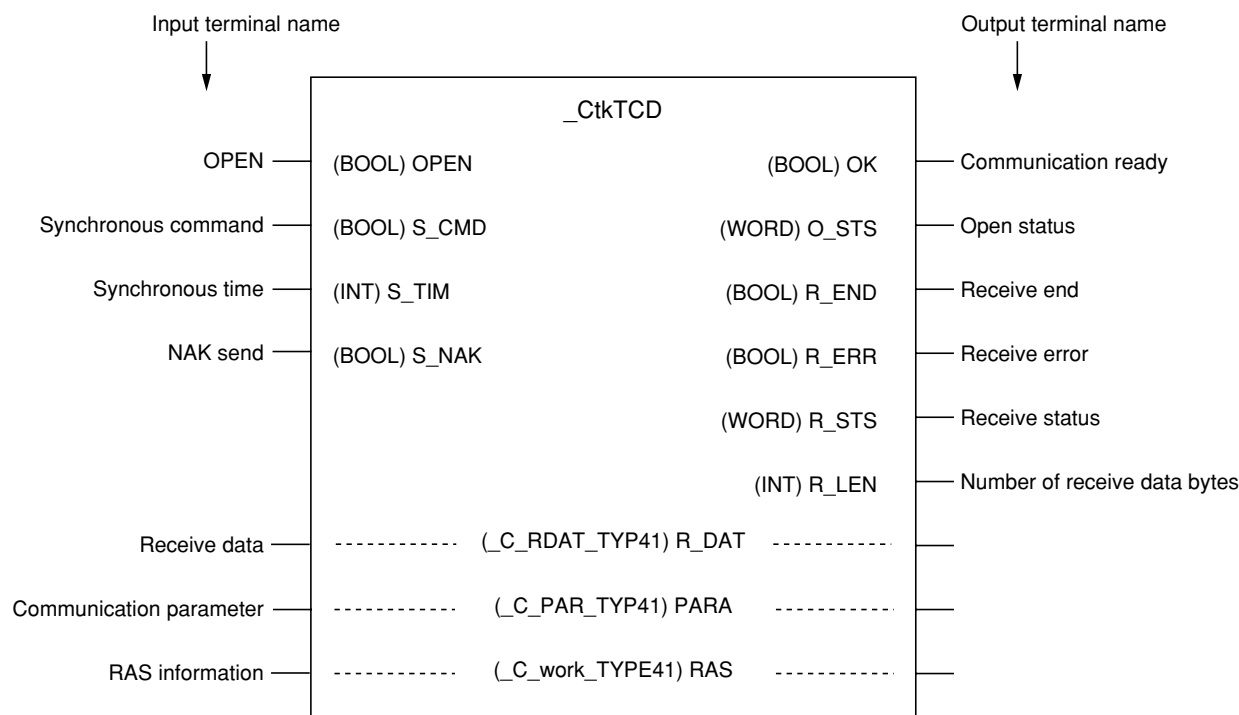 Input terminal name
Output terminal name
_CtkTCD
OPEN (BOOL) OPEN (BOOL) OK Communication ready
Synchronous command (BOOL) S_CMD (WORD) O_STS Open status
Synchronous time (INT) S_TIM (BOOL) R_END Receive end
NAK send (BOOL) S_NAK (BOOL) R_ERR Receive error
(WORD) R_STS Receive status
(INT) R_LEN Number of receive data bytes
Receive data (_C_RDAT_TYP41) R_DAT
Communication parameter (_C_PAR_TYP41) PARA
RAS information (_C_work_TYPE41) RAS